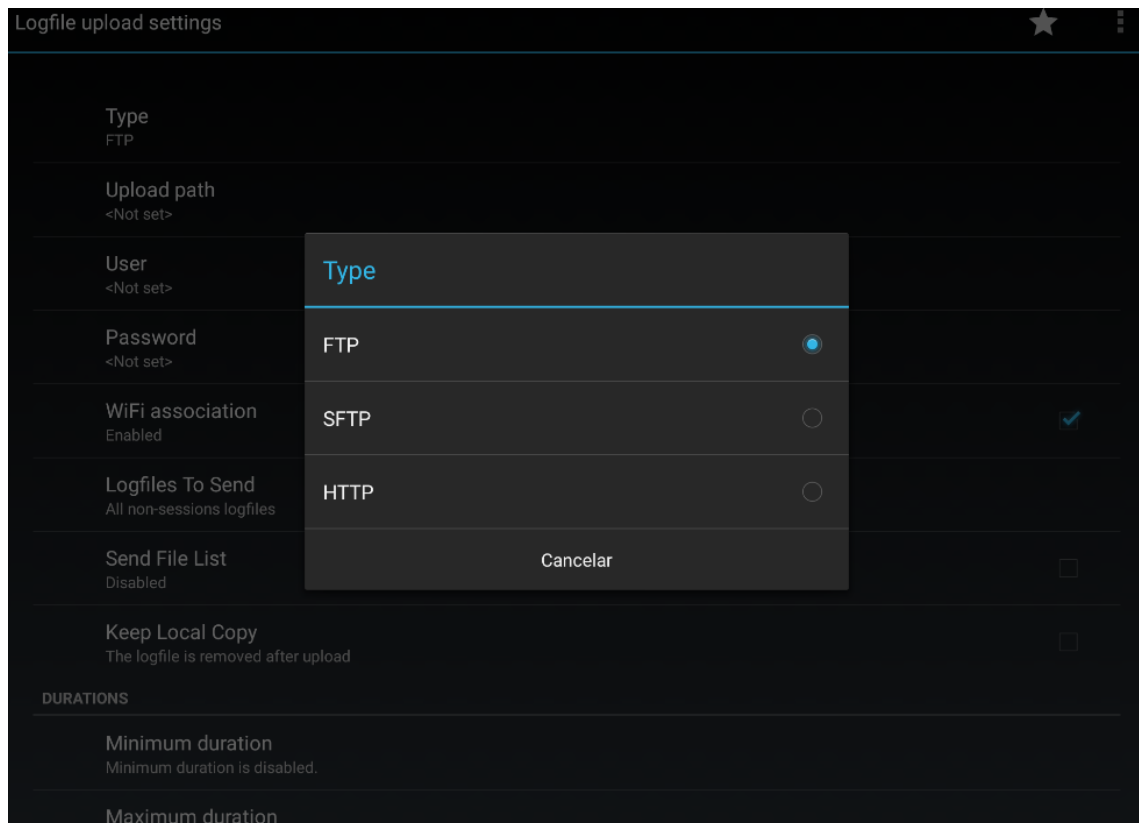 Logfile upload settings
Type
FTP
Upload path
<Not set>
User
<Not set>
Password
<Not set>
WiFi association
Enabled
Logfiles To Send
All non-sessions logfiles
Send File List
Disabled
Keep Local Copy
The logfile is removed after upload
DURATIONS
Minimum duration
Minimum duration is disabled.
Maximum duration
Type
FTP
SFTP
HTTP
Cancelar